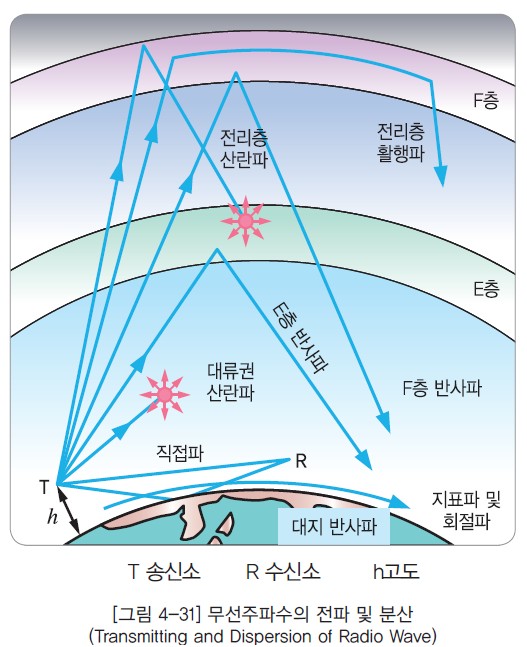 F층
전리층
산란파
전리층
활행파
E층
E층 반사파
대류권
산란파
F층 반사파
직접파
R
T
h
지표파 및
회절파
대지 반사파
T 송신소 R 수신소 h고도
[그림 4-31] 무선주파수의 전파 및 분산
(Transmitting and Dispersion of Radio Wave)